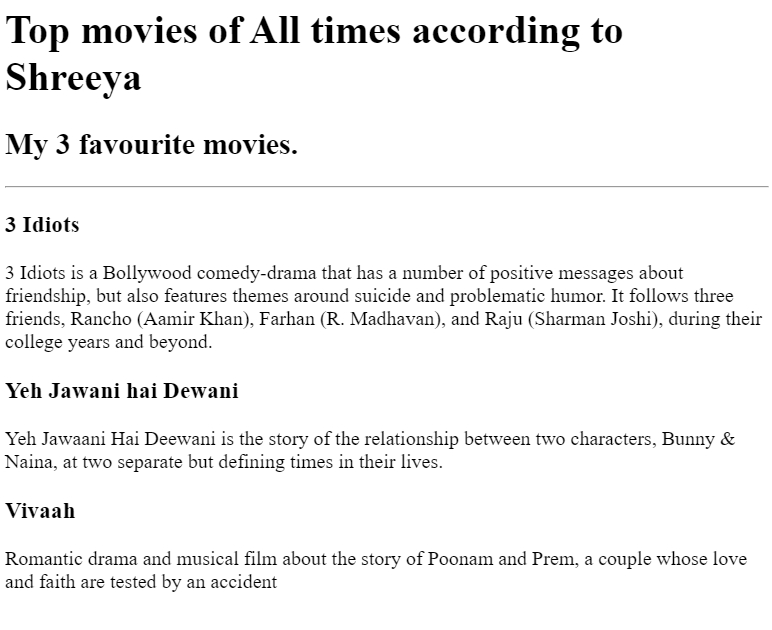 Top movies of All times according to
Shreeya
My 3 favourite movies.
3 Idiots
3 Idiots is a Bollywood comedy-drama that has a number of positive messages about
friendship, but also features themes around suicide and problematic humor. It follows three
friends, Rancho (Aamir Khan), Farhan (R. Madhavan), and Raju (Sharman Joshi), during their
college years and beyond.
Yeh Jawani hai Dewani
Yeh Jawaani Hai Deewani is the story of the relationship between two characters, Bunny &
Naina, at two separate but defining times in their lives.
Vivaah
Romantic drama and musical film about the story of Poonam and Prem, a couple whose love
and faith are tested by an accident